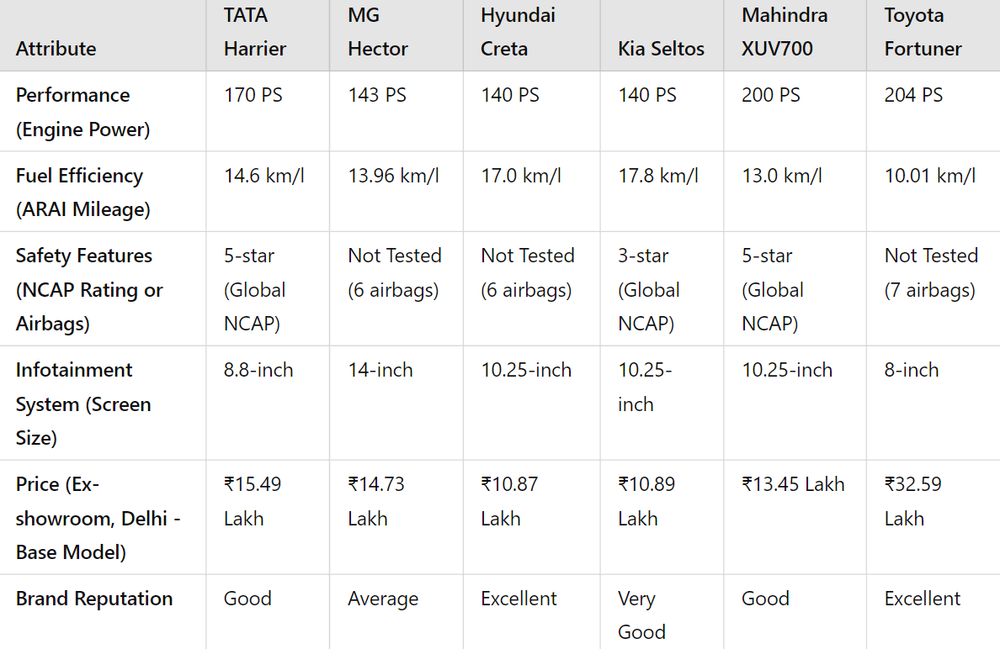 Attribute TATA Harrier MG Hector Hyundai Creta Kia Seltos Mahindra XUV700 Toyota Fortuner
Performance (Engine Power) 170 PS 143 PS 140 PS 140 PS 200 PS 204 PS
Fuel Efficiency (ARAI Mileage) 14.6 km/l 13.96 km/l 17.0 km/l 17.8 km/l 13.0 km/l 10.01 km/l
Safety Features (NCAP Rating or Airbags) 5-star (Global NCAP) Not Tested (6 airbags) Not Tested (6 airbags) 3-star (Global NCAP) 5-star (Global NCAP) Not Tested (7 airbags)
Infotainment System (Screen Size) 8.8-inch 14-inch 10.25-inch 10.25-inch 10.25-inch 8-inch
Price (Ex-showroom, Delhi - Base Model) ₹15.49 Lakh ₹14.73 Lakh ₹10.87 Lakh ₹10.89 Lakh ₹13.45 Lakh ₹32.59 Lakh
Brand Reputation Good Average Excellent Very Good Good Excellent